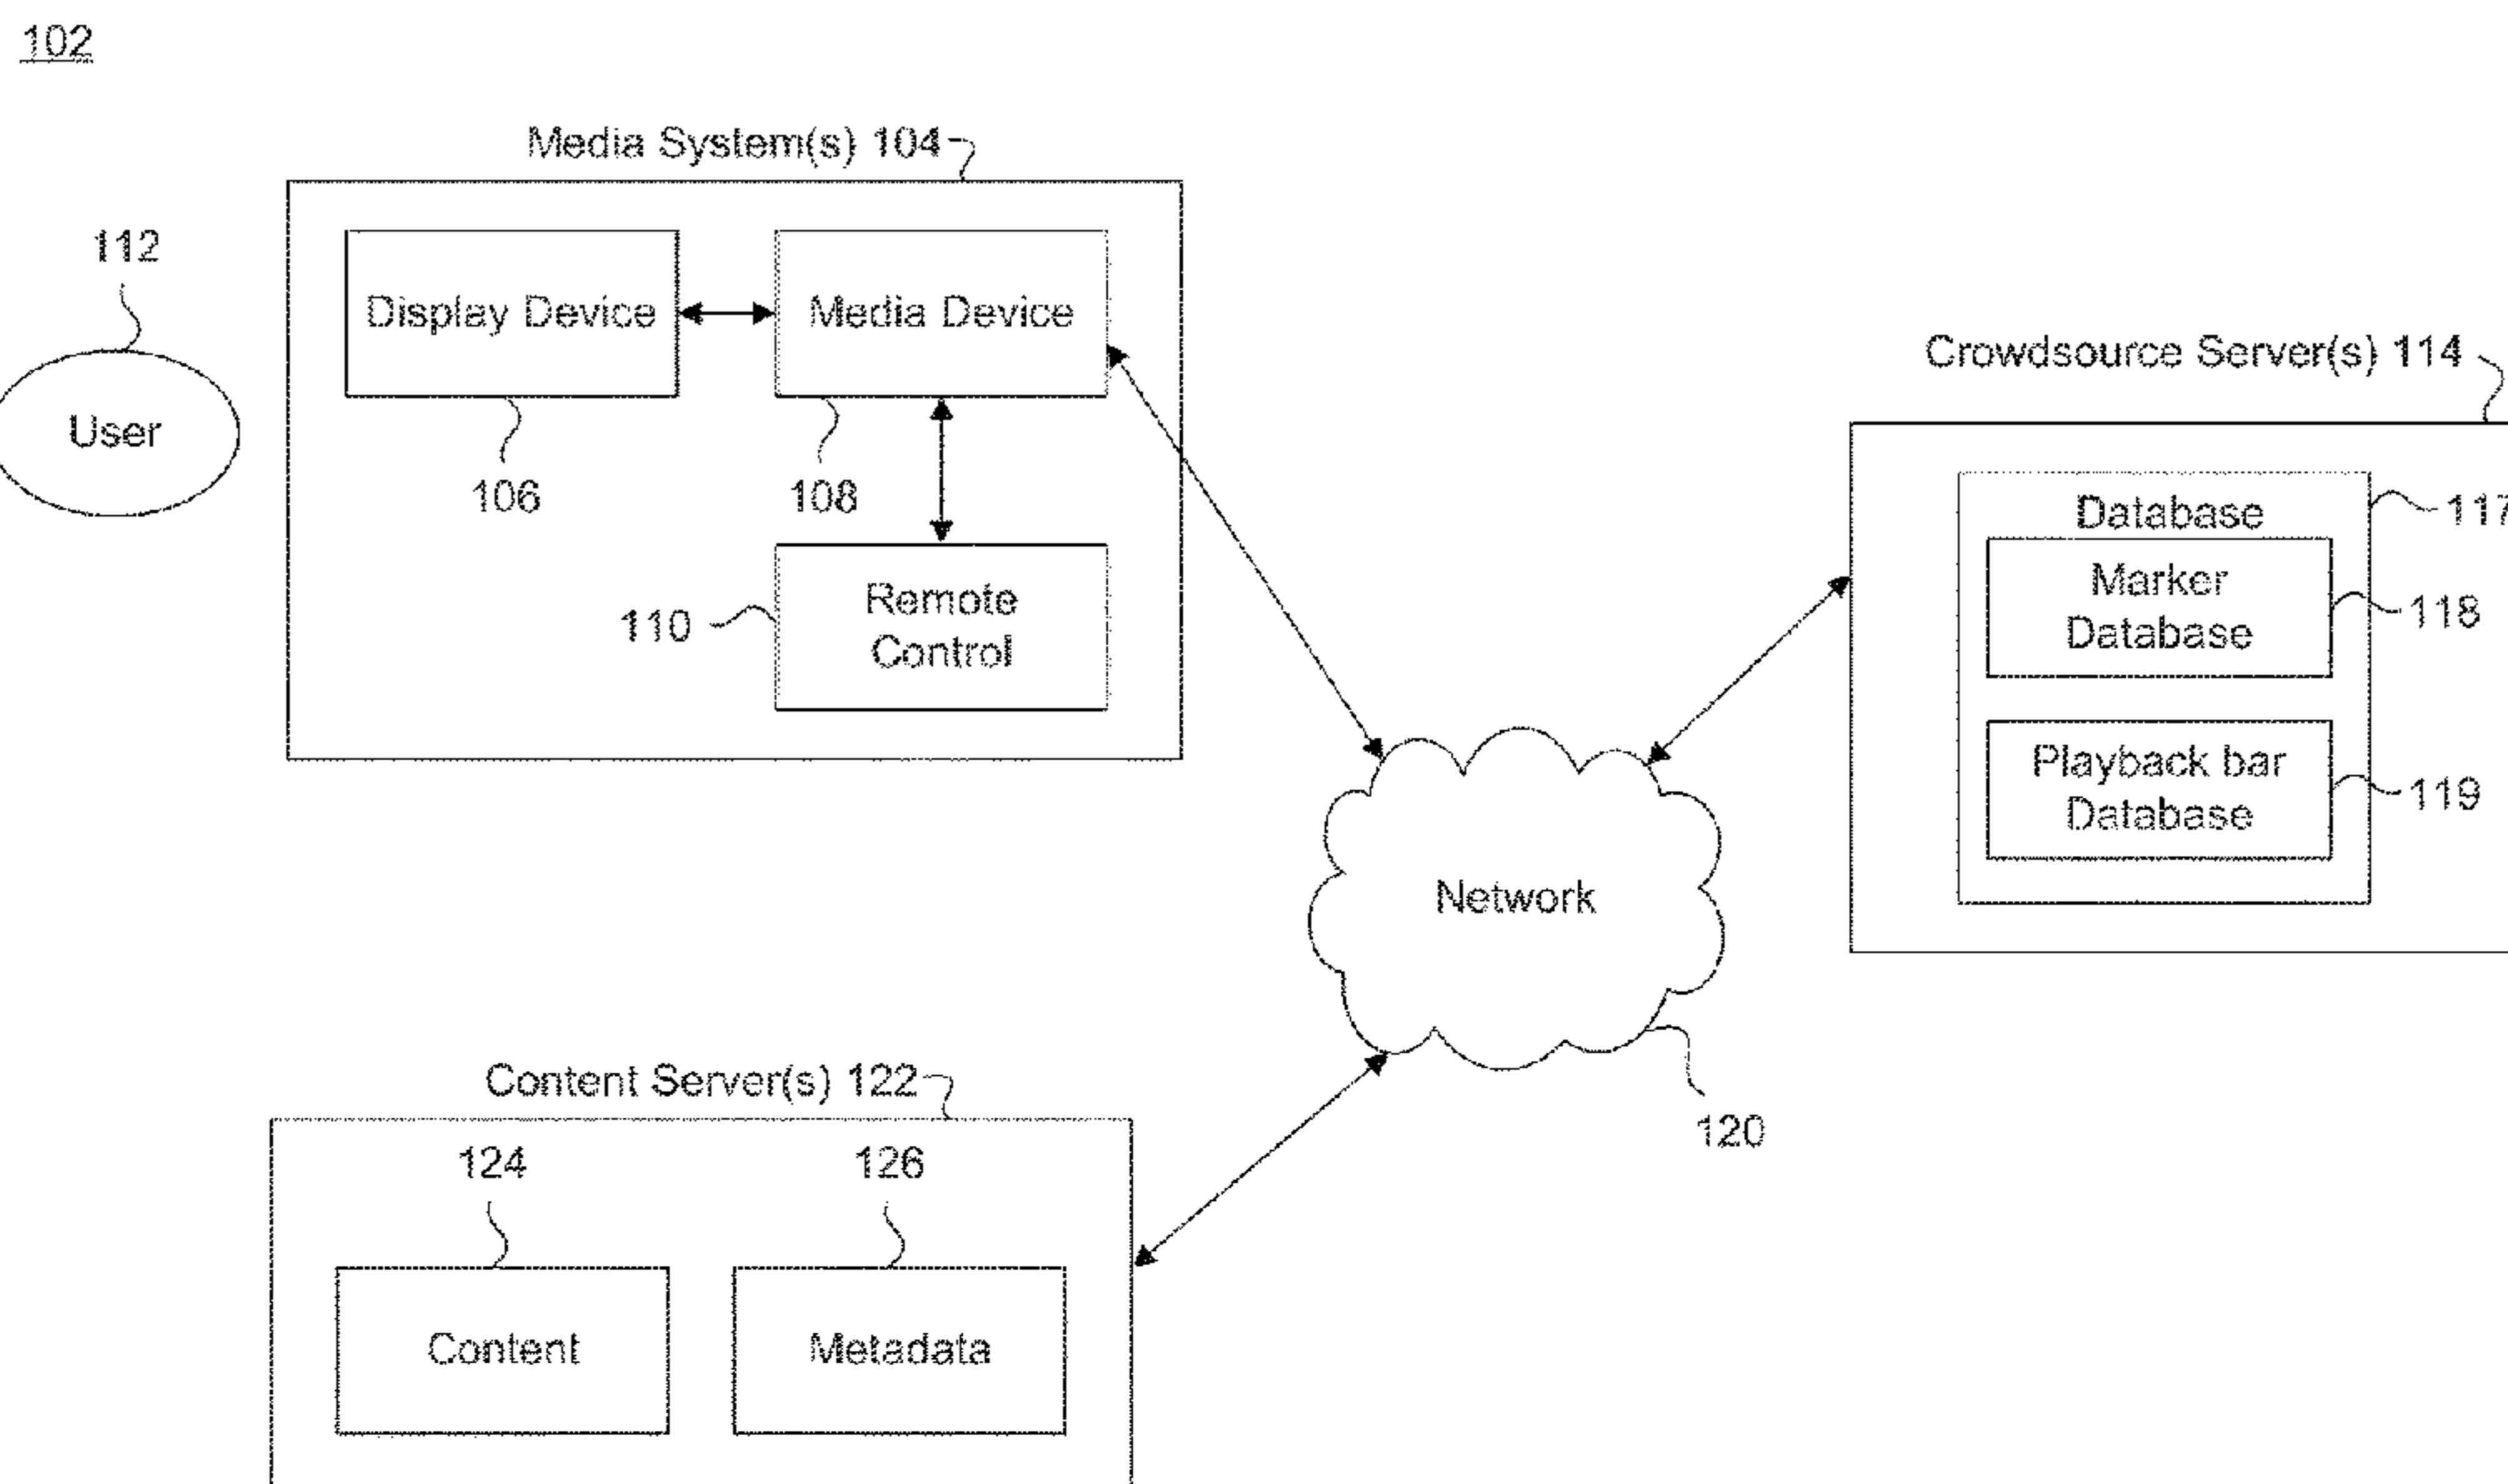 102
Media System(s) 104
112
User
Display Device
Media Device
106
108
110
Remote
Control
Crowdsource Server(s) 114
Database
117
Marker
Database
118
Playback bar
Database
119
Network
120
Content Server(s) 122
124
126
Content
Metadata